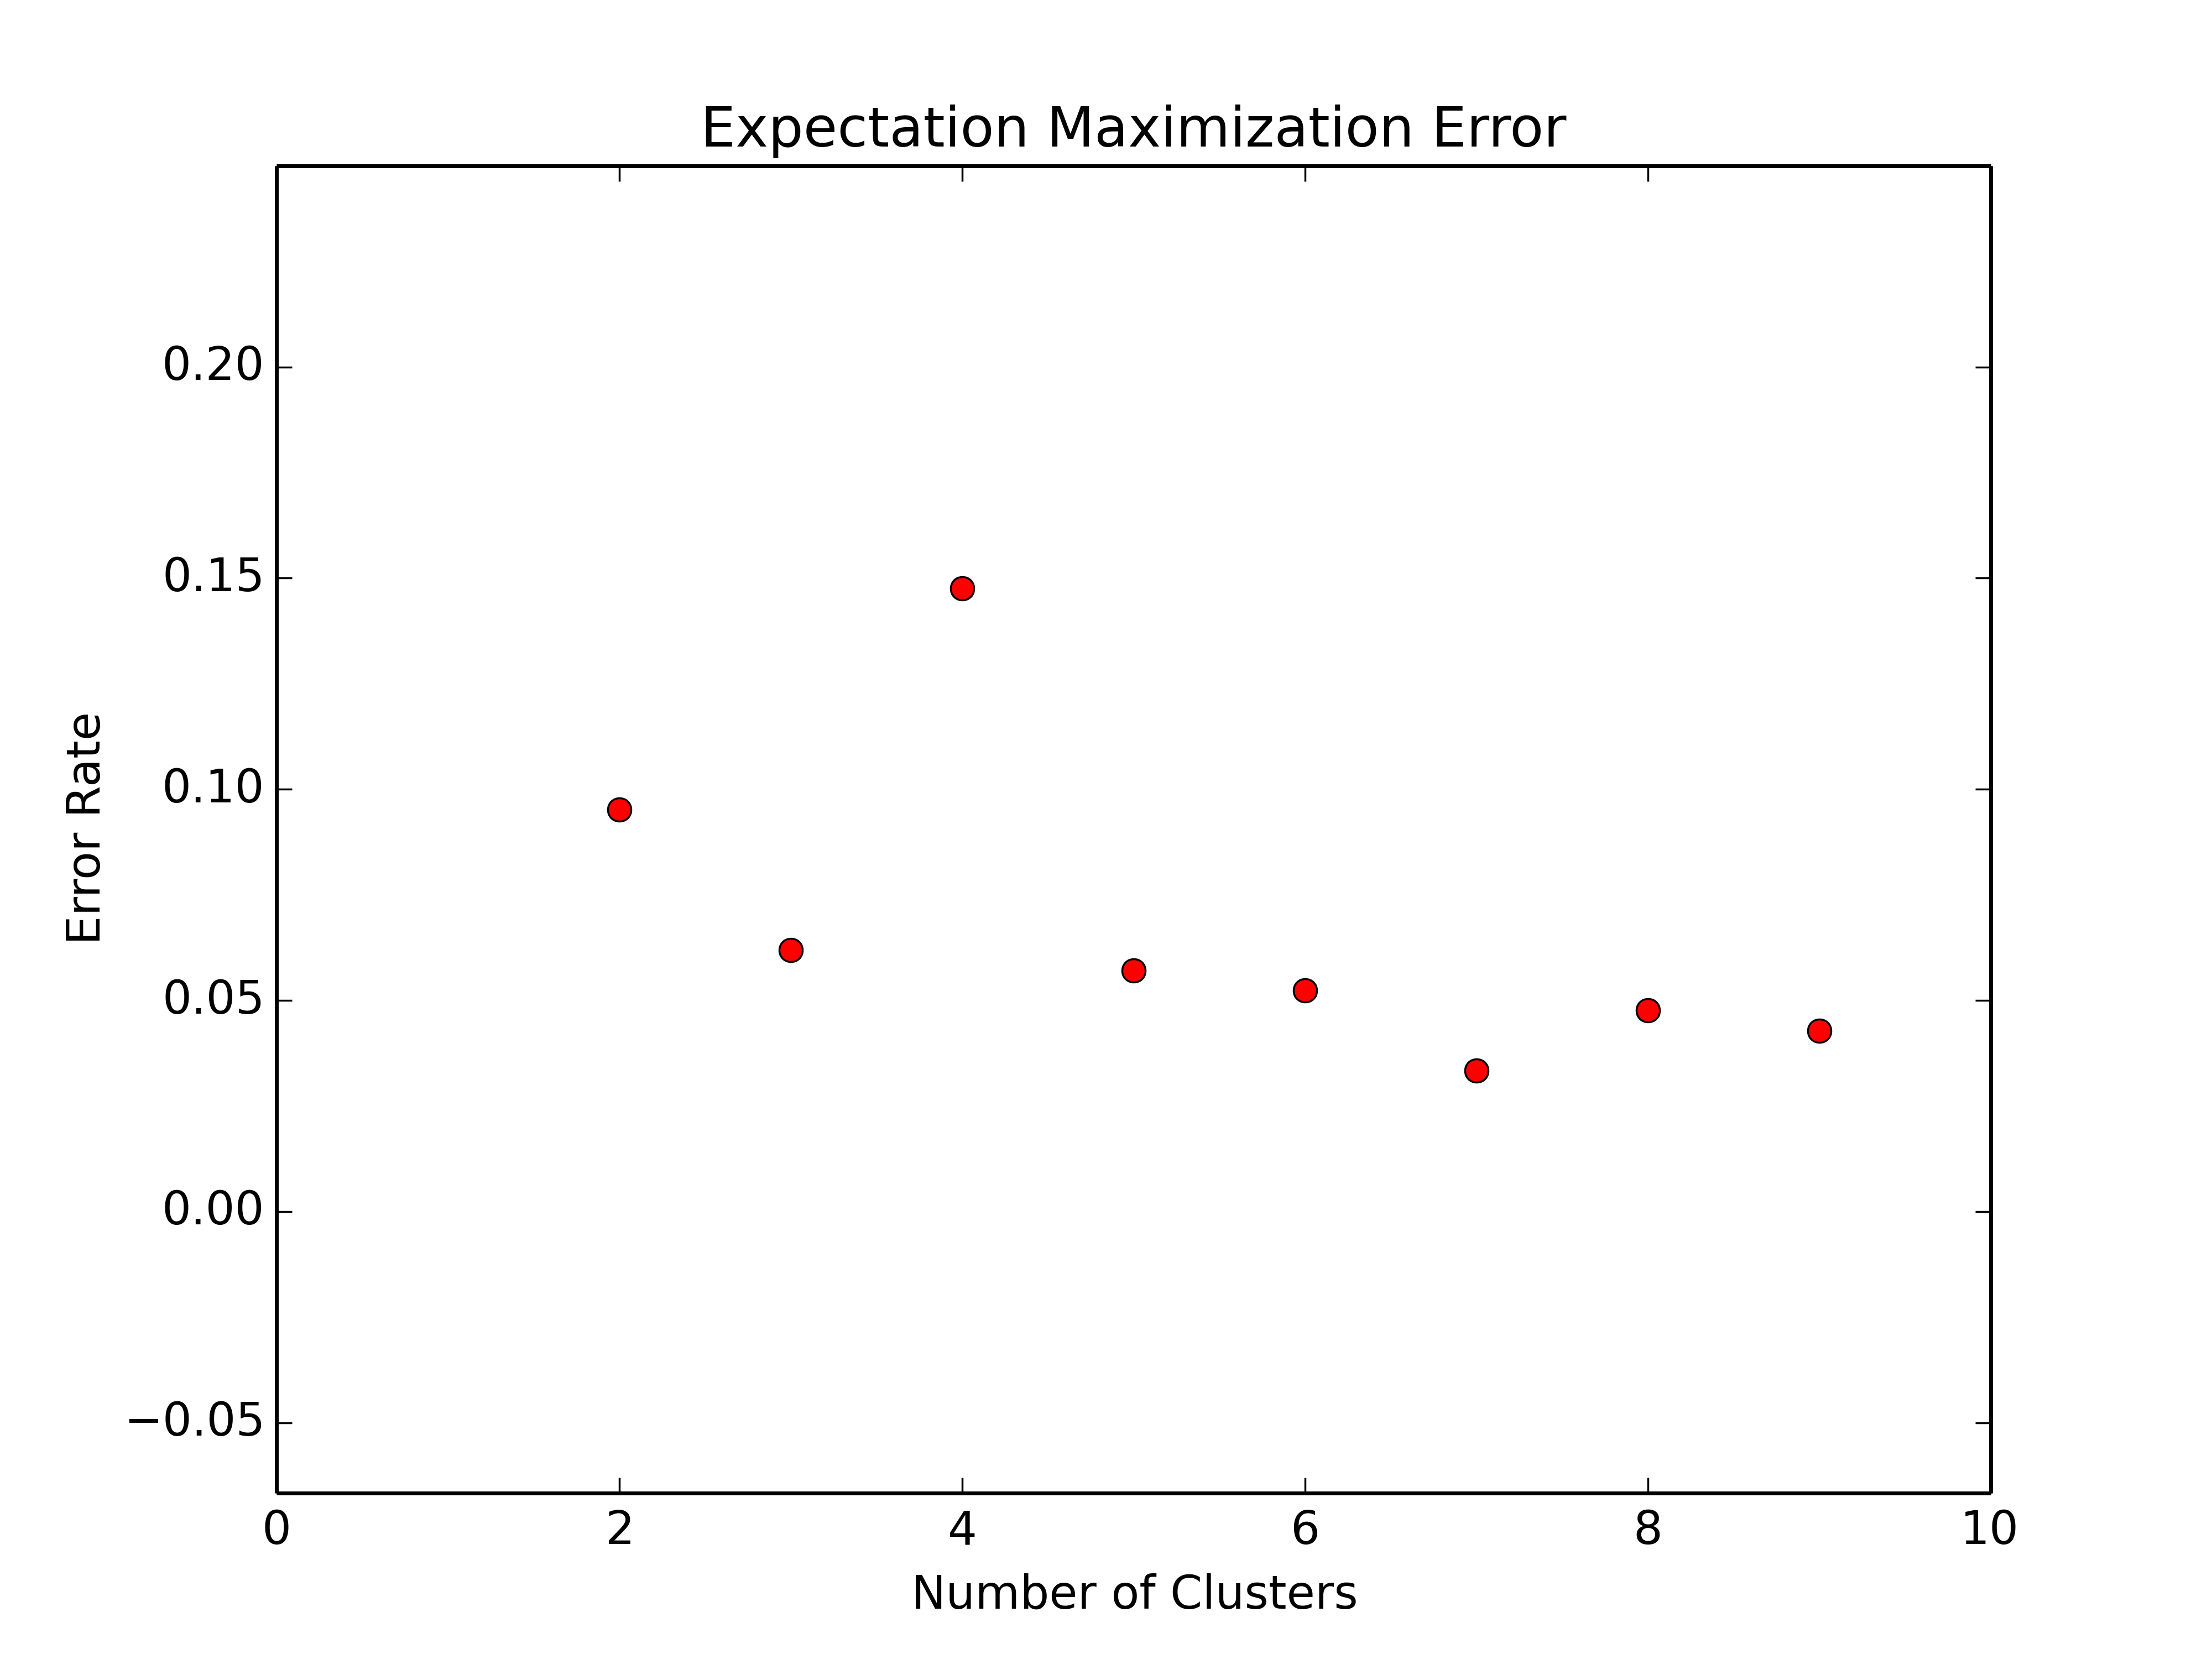 Expectation Maximization Error
0.20
0.15
0.10
0.05
0.00
−0.05
Error Rate
0 2 4 6 8 10
Number of Clusters